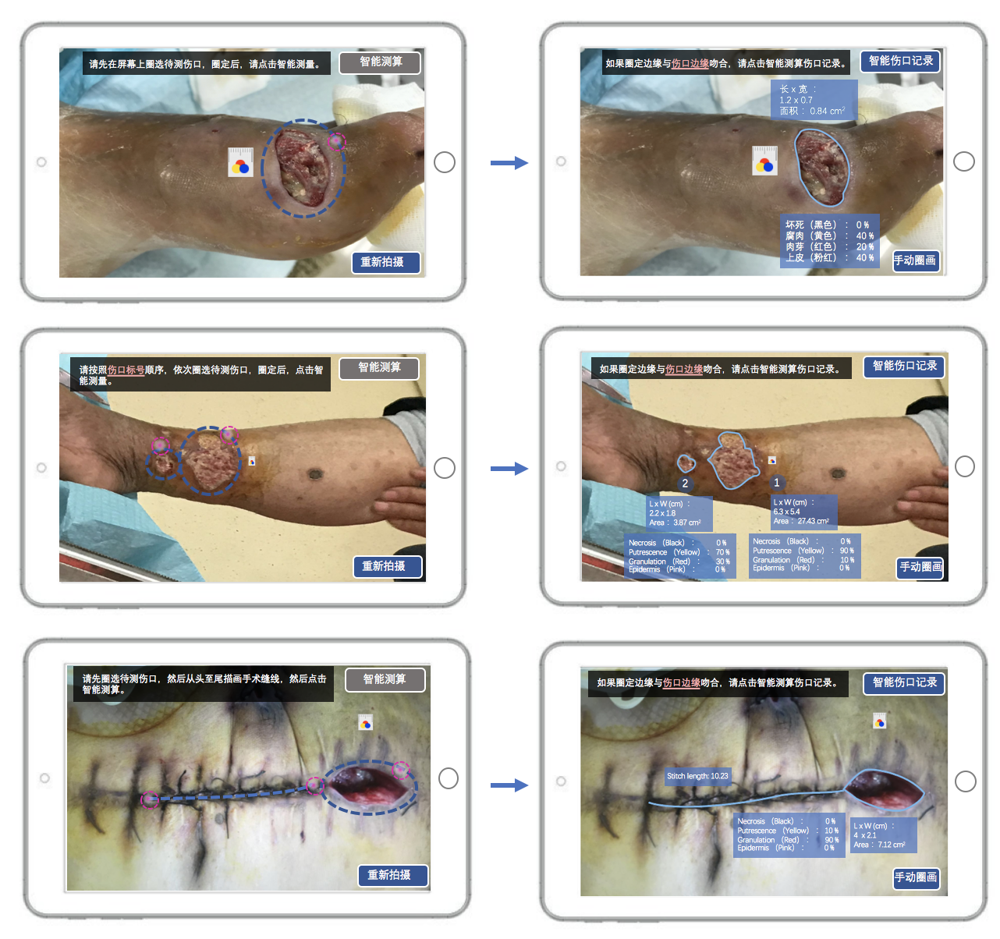 请先在屏幕上圈选待测伤口，圈定后，请点击智能测量。
智能测算
重新拍摄
如果圈定边缘与伤口边缘吻合，请点击智能测算伤口记录。
智能伤口记录
长 x 宽 ：
1.2 x 0.7
面积 ：0.84 cm²
坏死（黑色）： 0 %
腐肉（黄色）： 40 %
肉芽（红色）： 20 %
上皮（粉红）： 40 %
手动圈画
请按照伤口标号顺序，依次圈选待测伤口，圈定后，点击智
能测量。
智能测算
重新拍摄
如果圈定边缘与伤口边缘吻合，请点击智能测算伤口记录。
智能伤口记录
2
1
L x W (cm) ：
2.2 x 1.8
Area ：3.87 cm²
L x W (cm) ：
6.3 x 5.4
Area ：27.43 cm²
Necrosis （Black） ： 0 %
Putrescence （Yellow） ： 70 %
Granulation （Red） ： 30 %
Epidermis （Pink） ： 0 %
Necrosis （Black） ： 0 %
Putrescence （Yellow） ： 90 %
Granulation （Red） ： 10 %
Epidermis （Pink） ： 0 %
手动圈画
请先圈选待测伤口，然后从头至尾描画手术缝线，然后点击
智能测算。
智能测算
重新拍摄
如果圈定边缘与伤口边缘吻合，请点击智能测算伤口记录。
智能伤口记录
Stitch length: 10.23
Necrosis （Black） ： 0 %
Putrescence （Yellow） ： 10 %
Granulation （Red） ： 90 %
Epidermis （Pink） ： 0 %
L x W (cm) ：
4 x 2.1
Area ：7.12 cm²
手动圈画